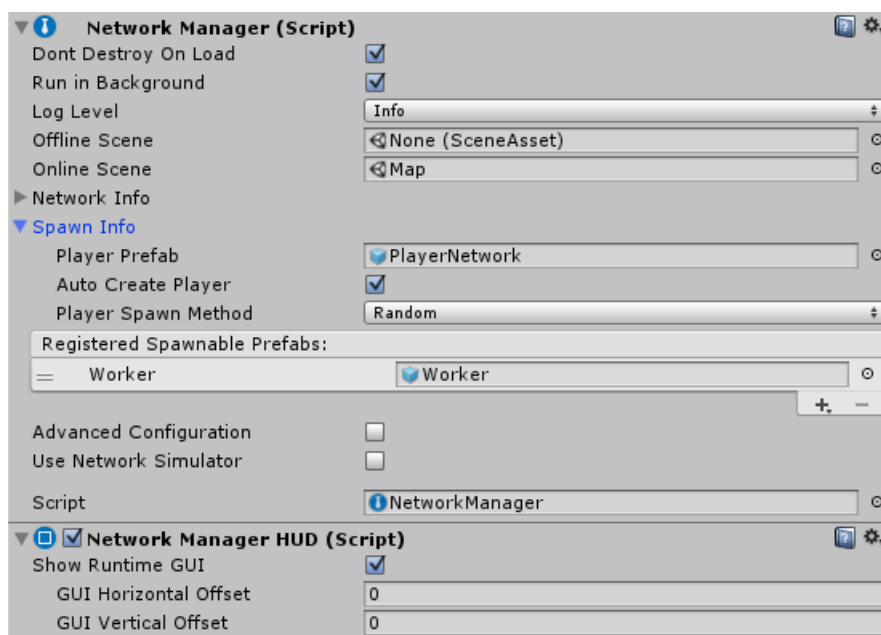 Network Manager (Script)
Dont Destroy On Load
Run in Background
Log Level Info
Offline Scene None (SceneAsset)
Online Scene Map
Network Info
Spawn Info
Player Prefab PlayerNetwork
Auto Create Player
Player Spawn Method Random
Registered Spawnable Prefabs:
Worker Worker
Advanced Configuration
Use Network Simulator
Script NetworkManager
Network Manager HUD (Script)
Show Runtime GUI
GUI Horizontal Offset 0
GUI Vertical Offset 0